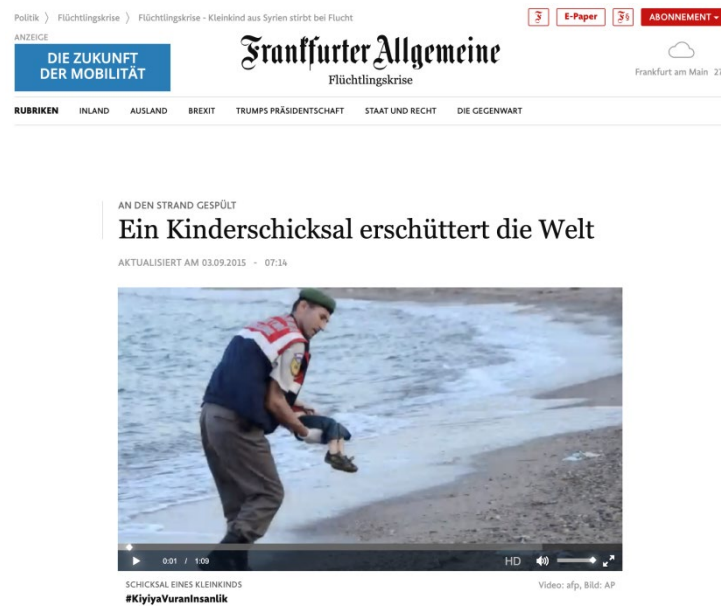 Politik 〉 Flüchtlingskrise 〉 Flüchtlingskrise - Kleinkind aus Syrien stirbt bei Flucht
F E-Paper ABONNEMENT
ANZEIGE
DIE ZUKUNFT
DER MOBILITÄT
Frankfurter Allgemeine
Flüchtlingskrise
Frankfurt am Main 27
RUBRIKEN INLAND AUSLAND BREXIT TRUMPS PRÄSIDENTSCHAFT STAAT UND RECHT DIE GEGENWART
AN DEN STRAND GESPÜLT
Ein Kinderschicksal erschüttert die Welt
AKTUALISIERT AM 03.09.2015 - 07:14
0:01 / 1:09 HD
SCHICKSAL EINES KLEINKINDS
Video: afp, Bild: AP
#KiyiyaVuranInsanlik